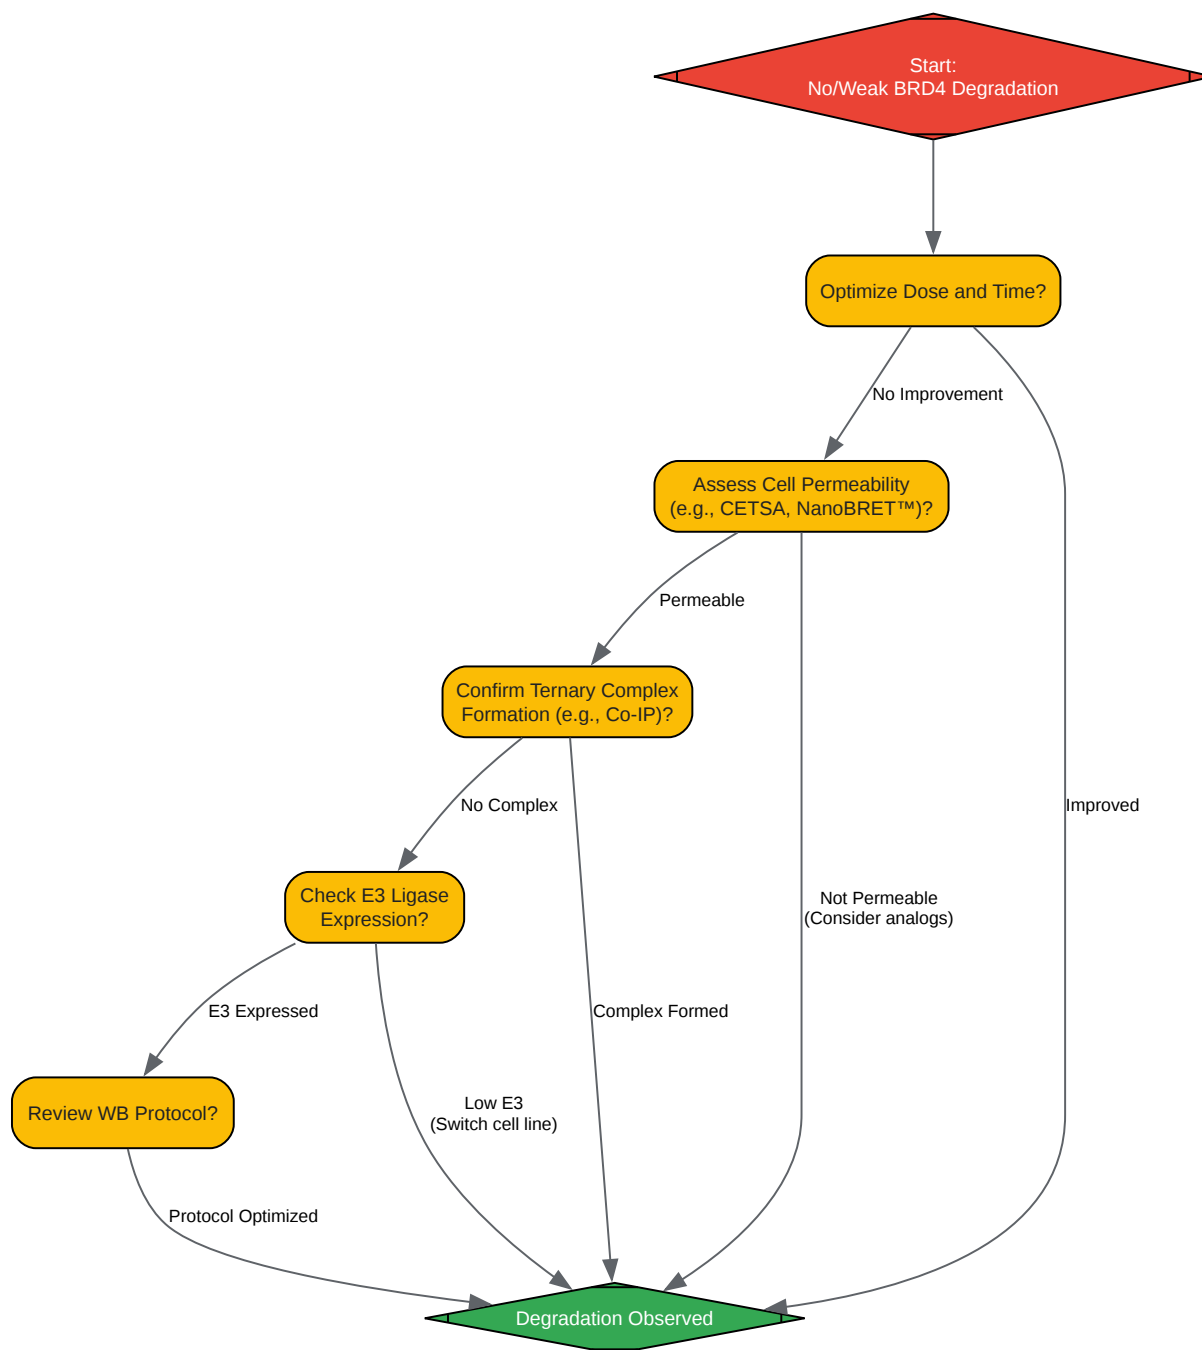 Start:
No/Weak BRD4 Degradation
Optimize Dose and Time?
No Improvement
Assess Cell Permeability
(e.g., CETSA, NanoBRET™)?
Permeable
Confirm Ternary Complex
Formation (e.g., Co-IP)?
No Complex
Improved
Check E3 Ligase
Expression?
Not Permeable
(Consider analogs)
E3 Expressed
Complex Formed
Review WB Protocol?
Low E3
(Switch cell line)
Protocol Optimized
Degradation Observed